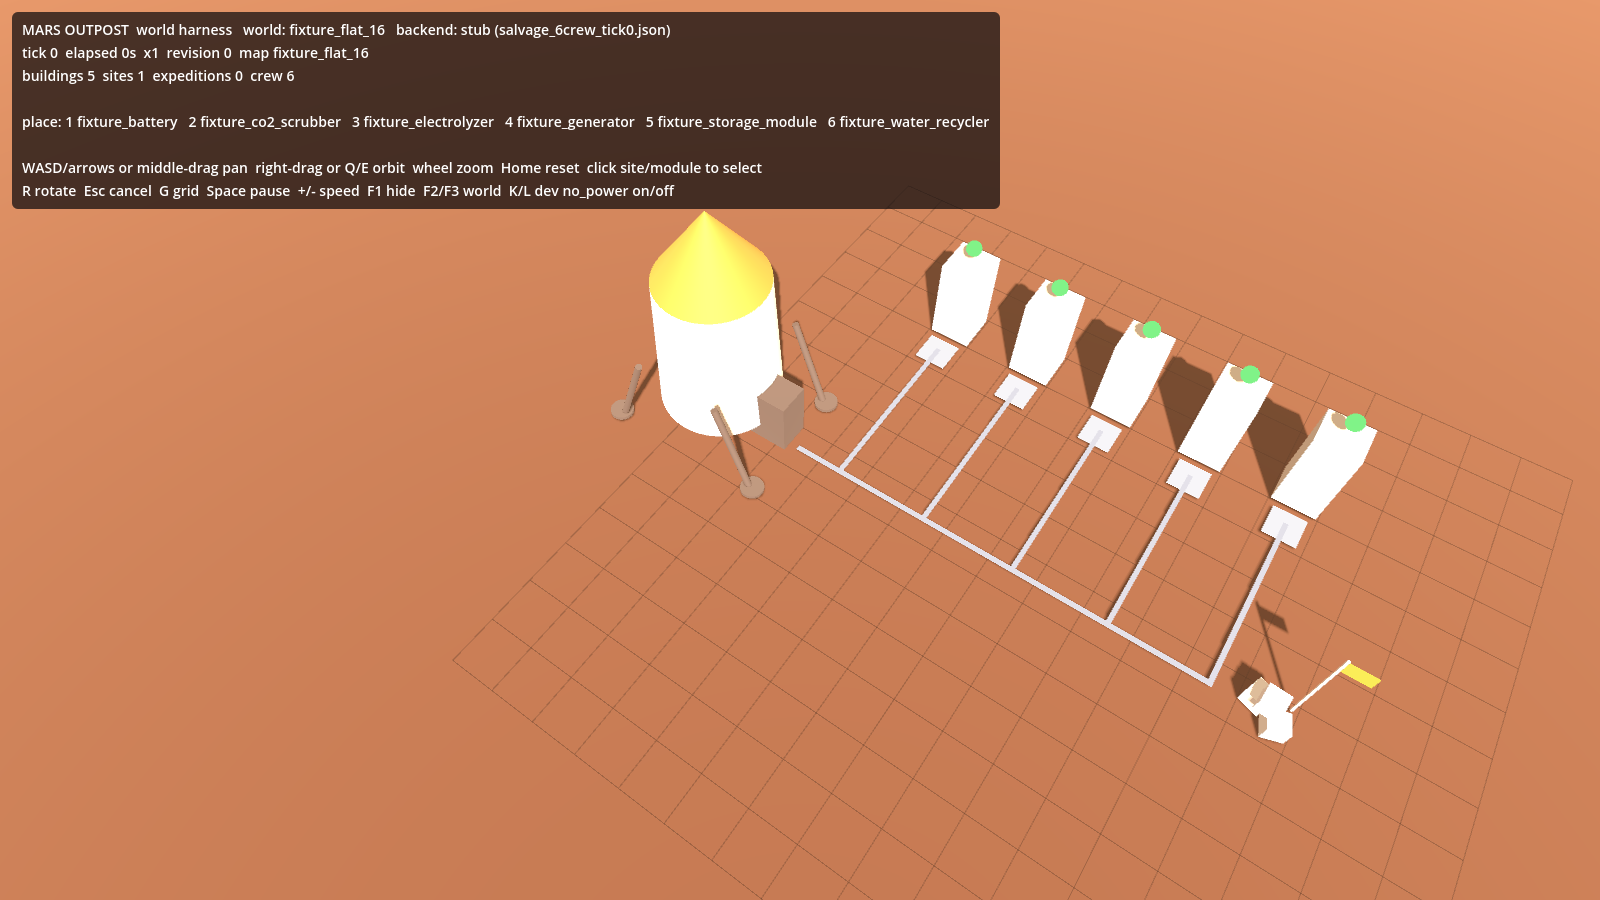 MARS OUTPOST  world harness   world: fixture_flat_16   backend: stub (salvage_6crew_tick0.json)
tick 0  elapsed 0s  x1  revision 0  map fixture_flat_16
buildings 5  sites 1  expeditions 0  crew 6
place: 1 fixture_battery   2 fixture_co2_scrubber   3 fixture_electrolyzer   4 fixture_generator   5 fixture_storage_module   6 fixture_water_recycler
WASD/arrows or middle-drag pan  right-drag or Q/E orbit  wheel zoom  Home reset  click site/module to select
R rotate  Esc cancel  G grid  Space pause  +/- speed  F1 hide  F2/F3 world  K/L dev no_power on/off